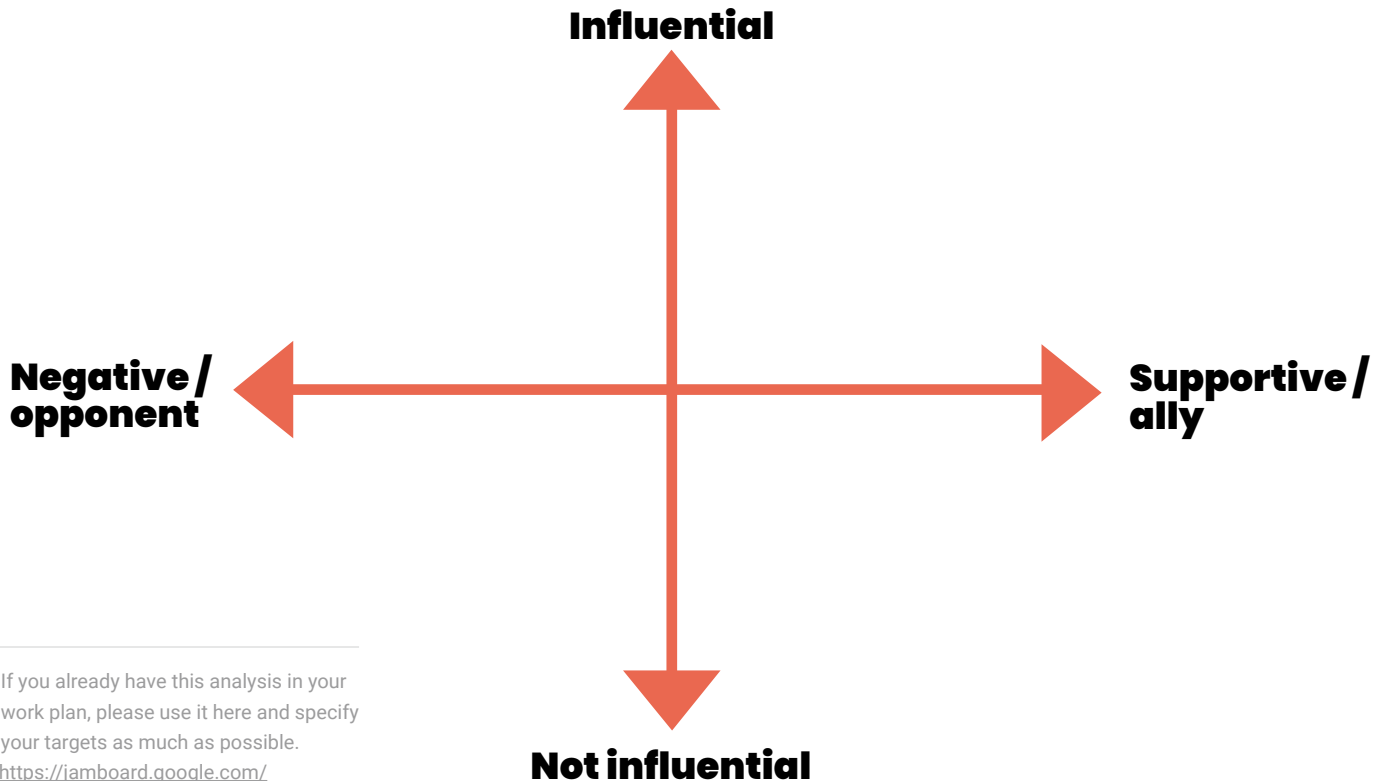 Influential
Negative /
opponent
Supportive /
ally
If you already have this analysis in your
work plan, please use it here and specify
your targets as much as possible.
https://jamboard.google.com/
Not influential